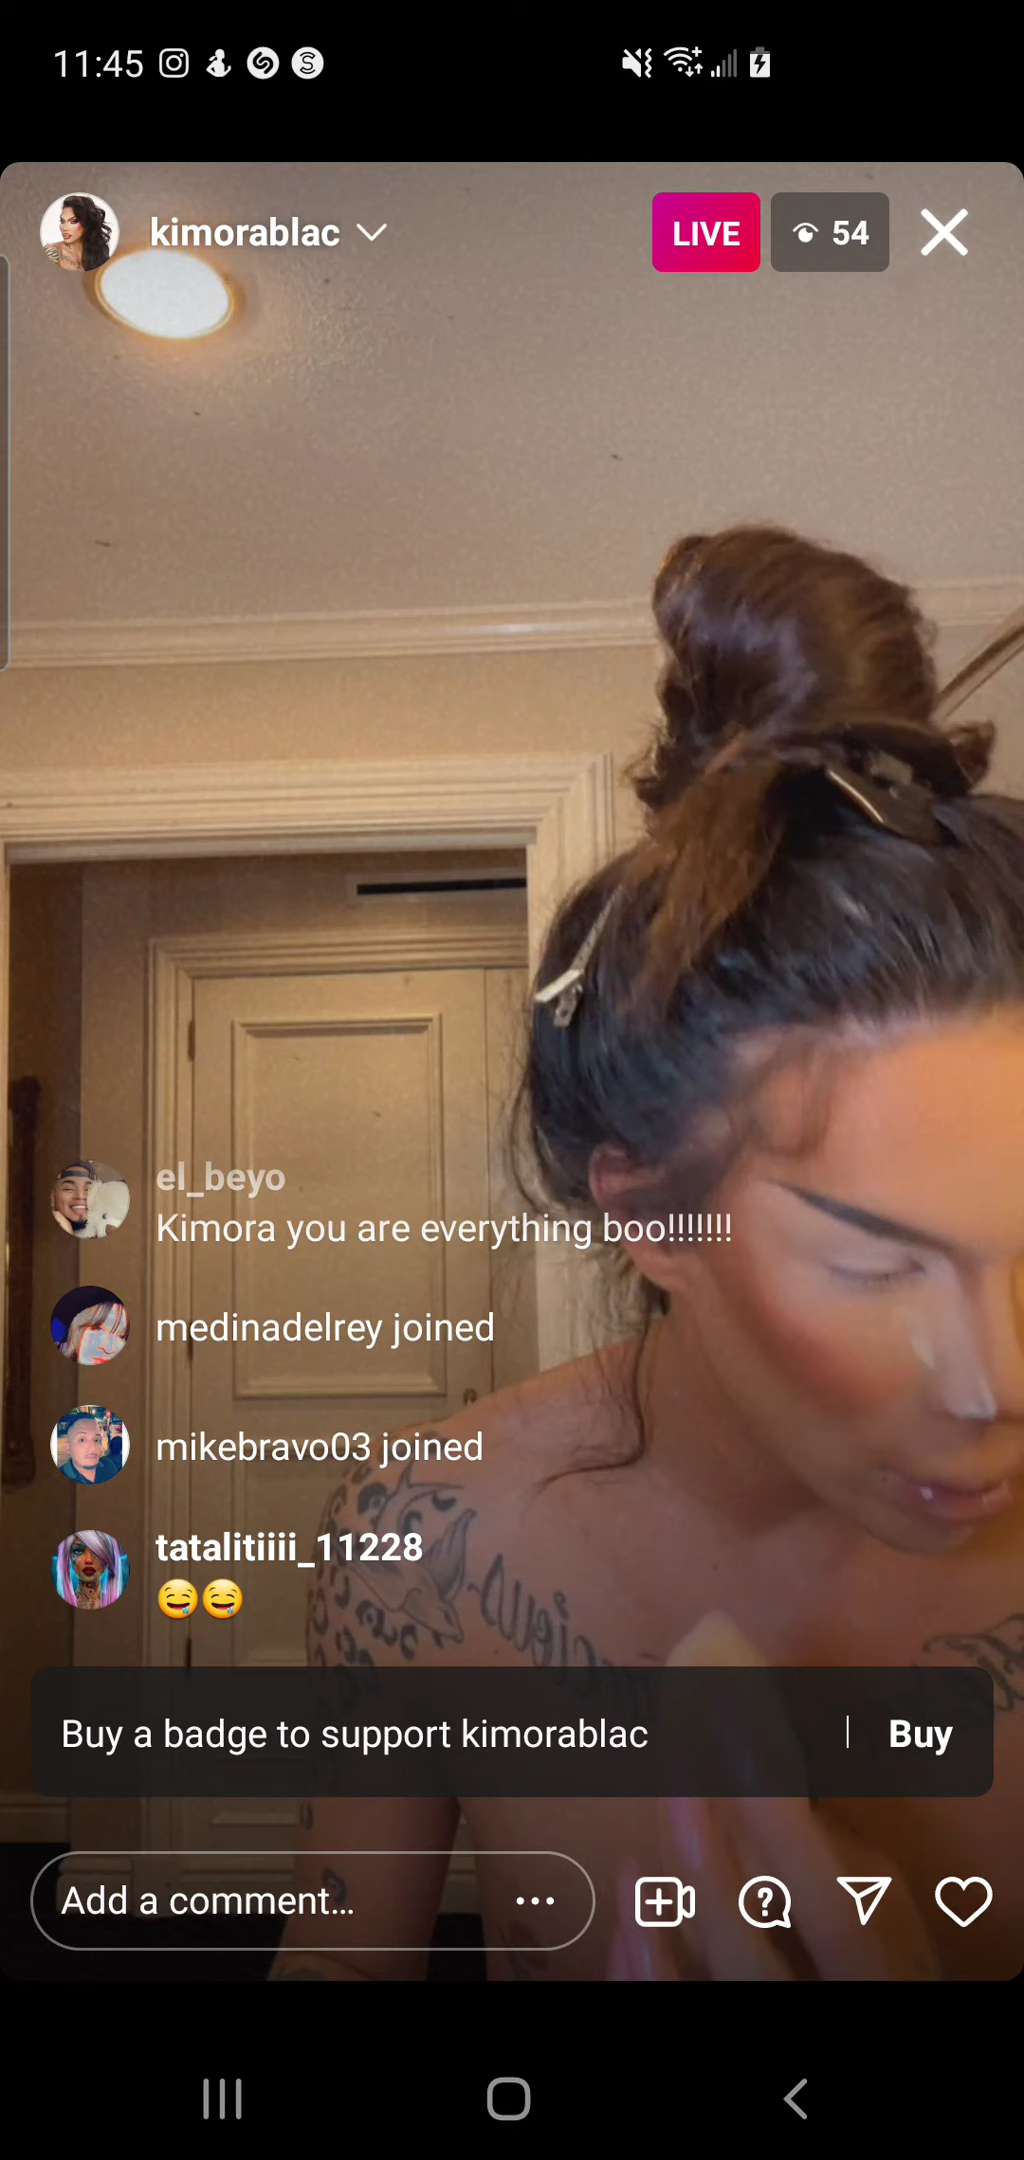 11:45
kimorablac
LIVE
54
el_beyo
Kimora you are everything boo!!!!!!!
medinadelrey joined
mikebravo03 joined
tatalitiiii_11228
🤤🤤
Buy a badge to support kimorablac
Buy
Add a comment...